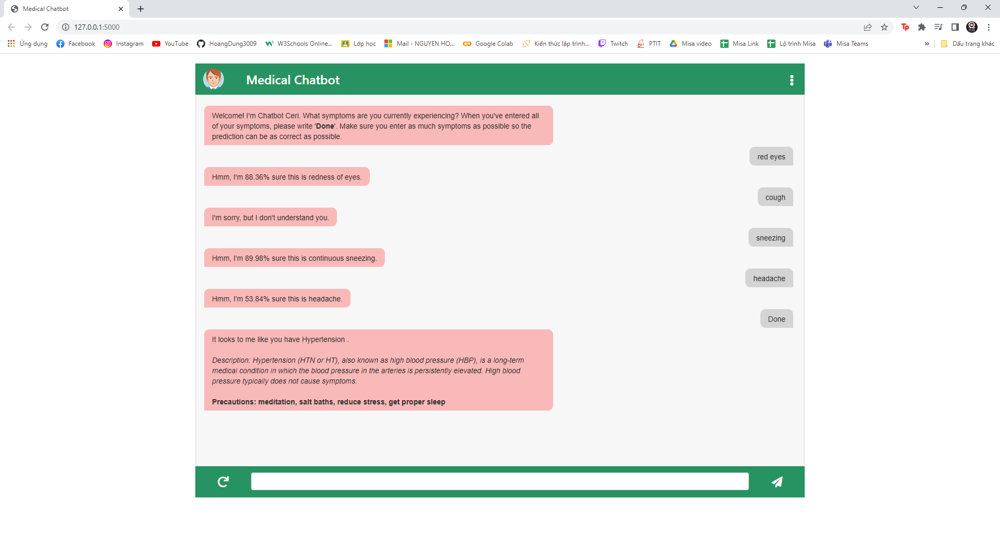 Medical Chatbot
127.0.0.1:5000
Tp
Ứng dụng Facebook Instagram YouTube HoangDung3009 W3Schools Online... Lớp học Mail - NGUYEN HO... Google Colab Kiến thức lập trình... Twitch PTIT Misa video Misa Link Lộ trình Misa Misa Teams » Dấu trang khác
Medical Chatbot
Welcome! I'm Chatbot Ceri. What symptoms are you currently experiencing? When you've entered all
of your symptoms, please write 'Done'. Make sure you enter as much symptoms as possible so the
prediction can be as correct as possible.
red eyes
Hmm, I'm 88.36% sure this is redness of eyes.
cough
I'm sorry, but I don't understand you.
sneezing
Hmm, I'm 89.98% sure this is continuous sneezing.
headache
Hmm, I'm 53.84% sure this is headache.
Done
It looks to me like you have Hypertension .
Description: Hypertension (HTN or HT), also known as high blood pressure (HBP), is a long-term
medical condition in which the blood pressure in the arteries is persistently elevated. High blood
pressure typically does not cause symptoms.
Precautions: meditation, salt baths, reduce stress, get proper sleep